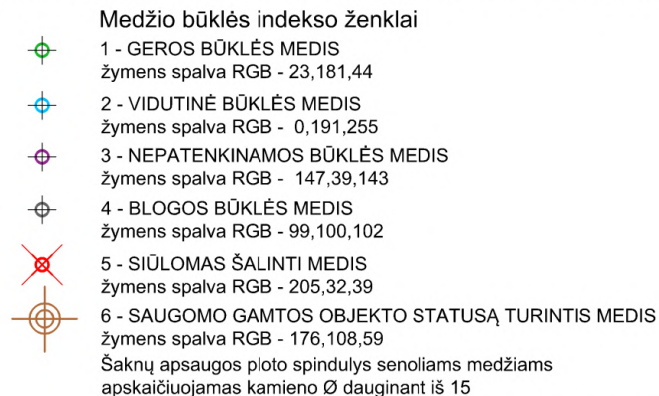 Medžio būklės indekso ženklai
1 - GEROS BŪKLĖS MEDIS
žymens spalva RGB - 23,181,44
2 - VIDUTINĖ BŪKLĖS MEDIS
žymens spalva RGB - 0,191,255
3 - NEPATENKINAMOS BŪKLĖS MEDIS
žymens spalva RGB - 147,39,143
4 - BLOGOS BŪKLĖS MEDIS
žymens spalva RGB - 99,100,102
5 - SIŪLOMAS ŠALINTI MEDIS
žymens spalva RGB - 205,32,39
6 - SAUGOMO GAMTOS OBJEKTO STATUSĄ TURINTIS MEDIS
žymens spalva RGB - 176,108,59
Šaknų apsaugos ploto spindulys senoliams medžiams
apskaičiuojamas kamieno Ø dauginant iš 15